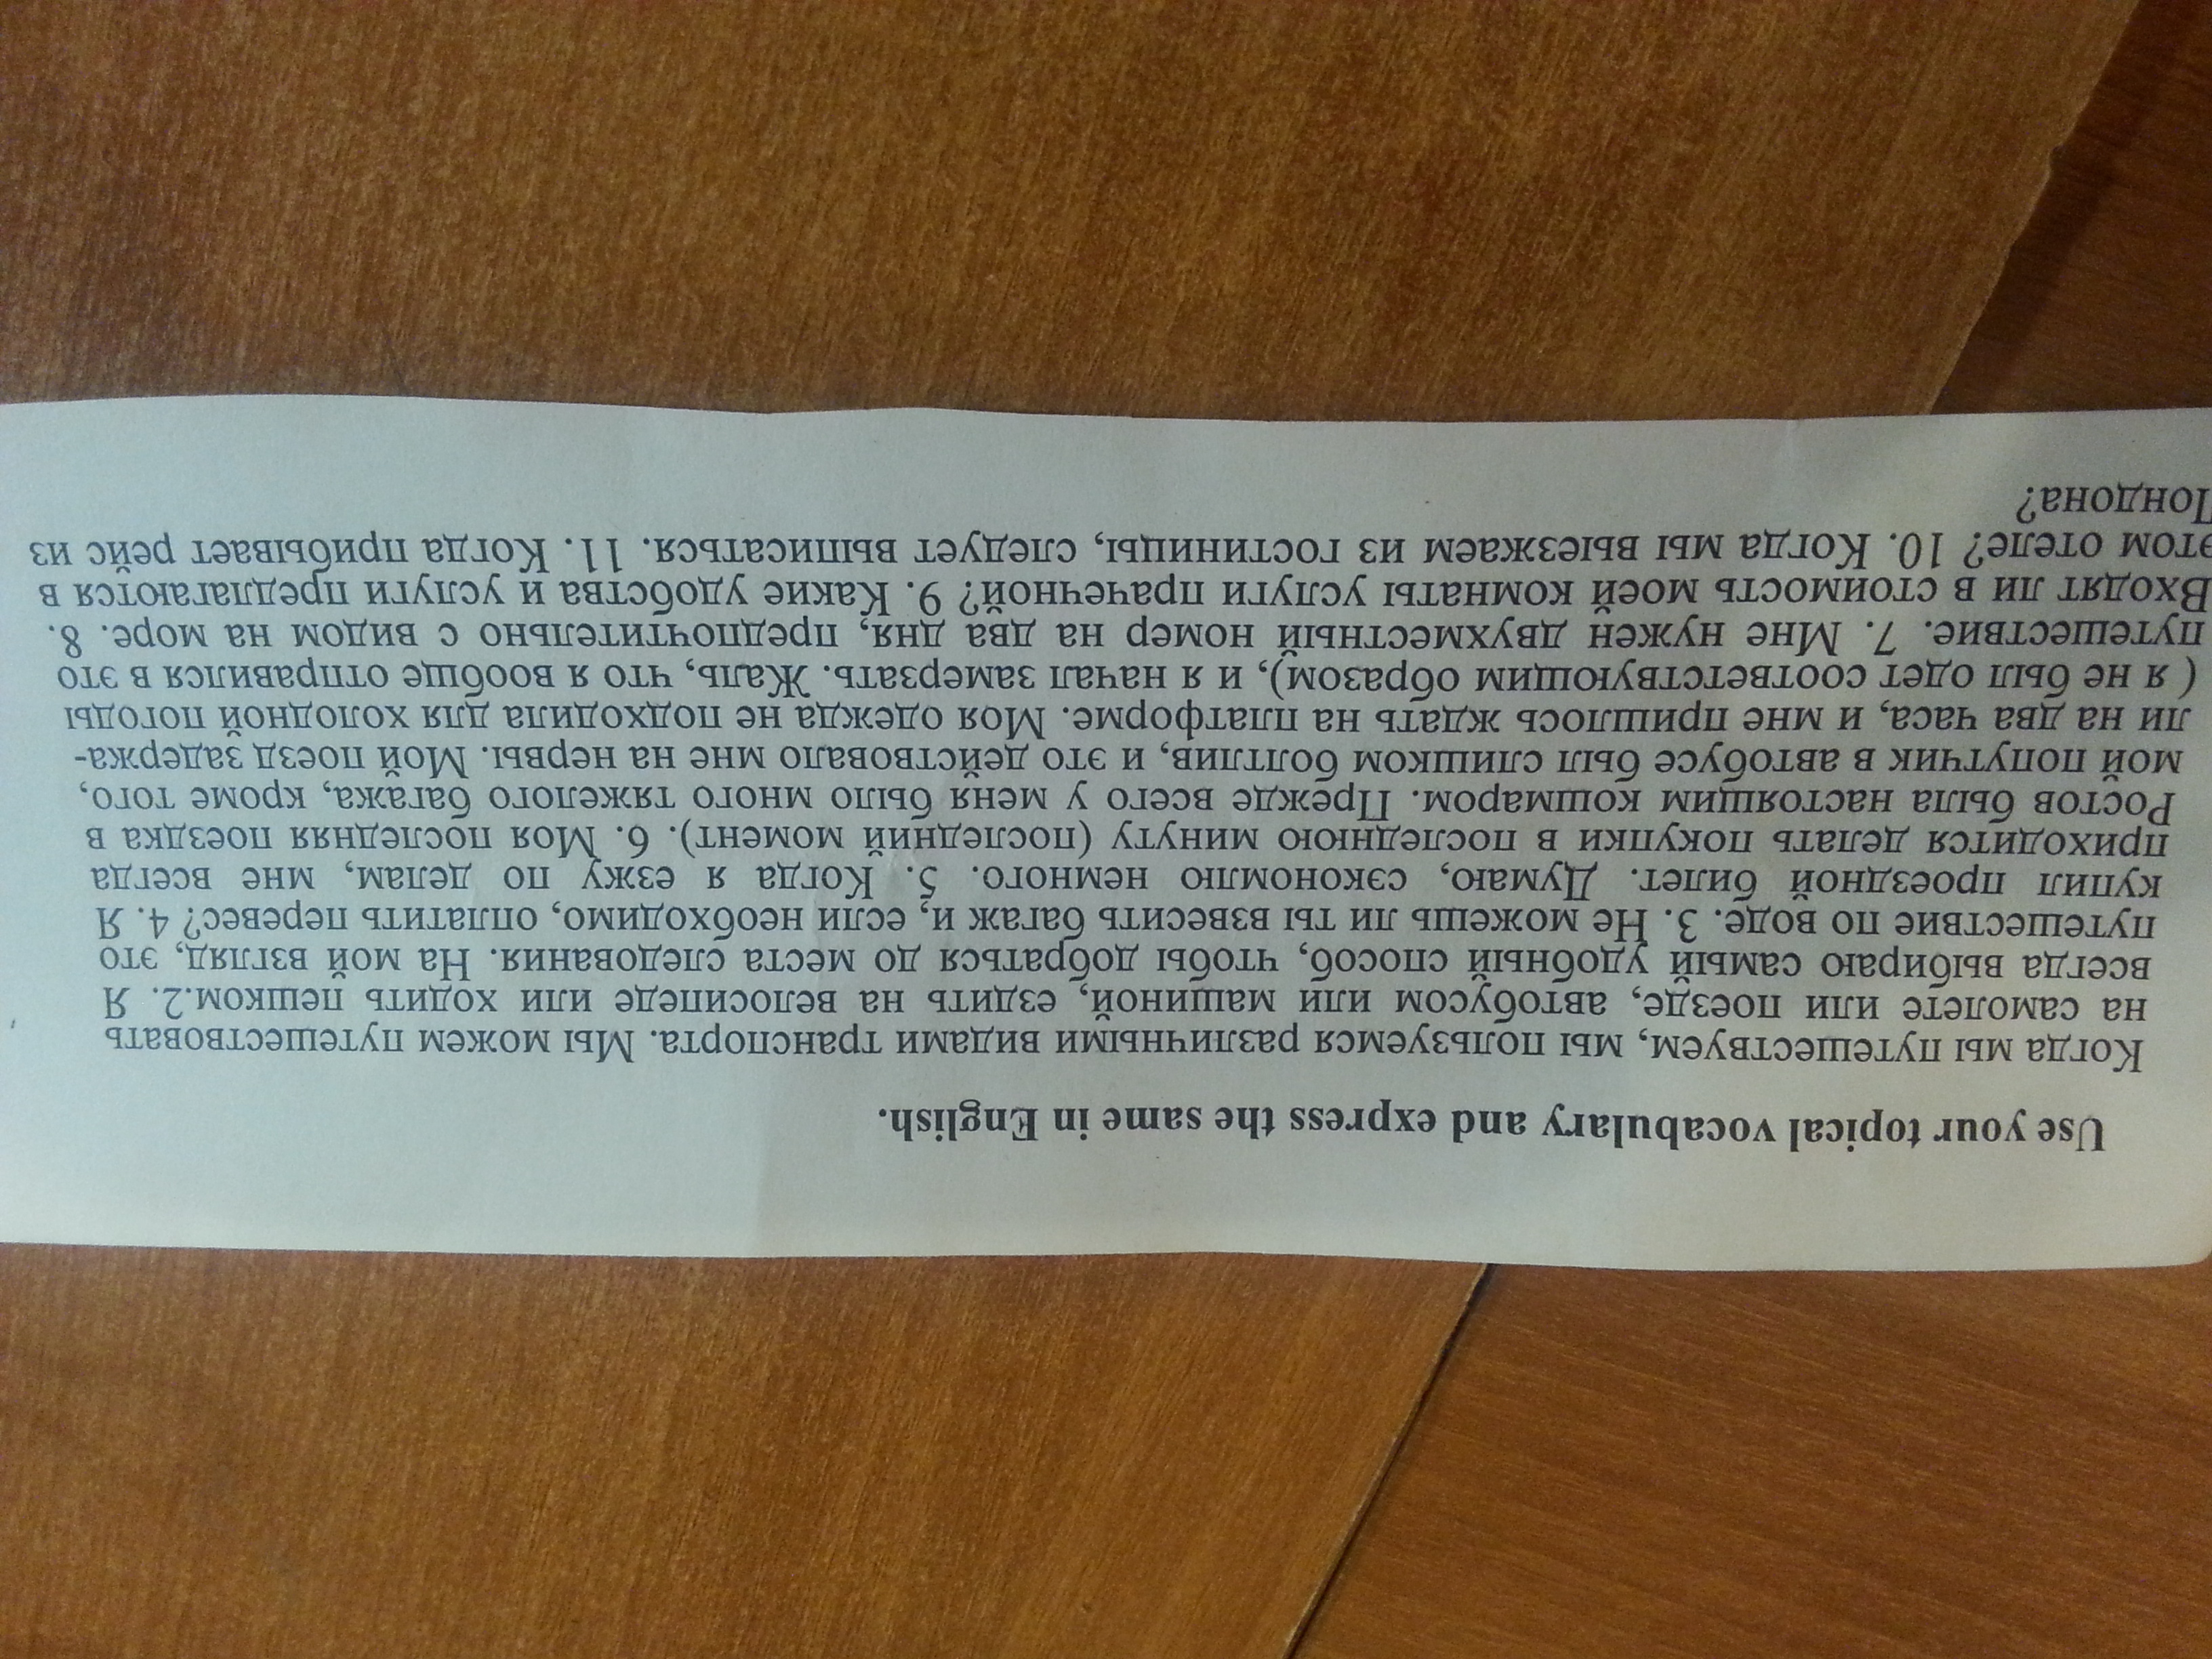 Use your topical vocabulary and express the same in English.
Когда мы путешествуем, мы пользуемся различными видами транспорта. Мы можем путешествовать
на самолете или поезде, автобусом или машиной, ездить на велосипеде или ходить пешком.2. Я
всегда выбираю самый удобный способ, чтобы добраться до места следования. На мой взгляд, это
путешествие по воде. 3. Не можешь ли ты взвесить багаж и, если необходимо, оплатить перевес? 4. Я
купил проездной билет. Думаю, сэкономлю немного. 5. Когда я езжу по делам, мне всегда
приходится делать покупки в последнюю минуту (последний момент). 6. Моя последняя поездка в
Ростов была настоящим кошмаром. Прежде всего у меня было много тяжелого багажа, кроме того,
мой попутчик в автобусе был слишком болтлив, и это действовало мне на нервы. Мой поезд задержа-
ли на два часа, и мне пришлось ждать на платформе. Моя одежда не подходила для холодной погоды
( я не был одет соответствующим образом), и я начал замерзать. Жаль, что я вообще отправился в это
путешествие. 7. Мне нужен двухместный номер на два дня, предпочтительно с видом на море. 8.
Входят ли в стоимость моей комнаты услуги прачечной? 9. Какие удобства и услуги предлагаются в
этом отеле? 10. Когда мы выезжаем из гостиницы, следует выписаться. 11. Когда прибывает рейс из
Лондона?